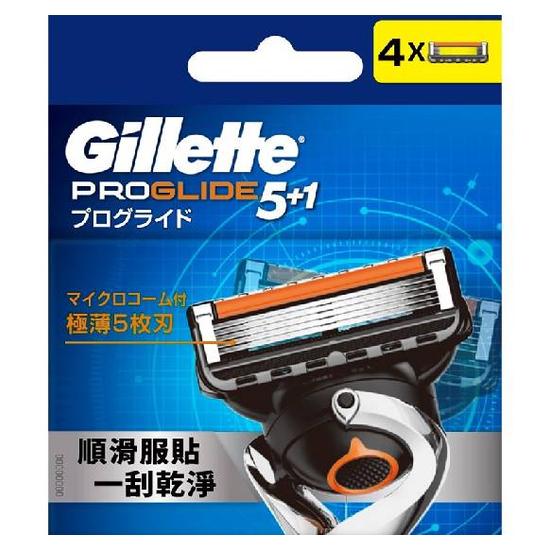 4X
Gillette
PROGLIDE
5+1
プログライド
マイクロコーム付
極薄5枚刃
順滑服貼
一刮乾淨
00000000